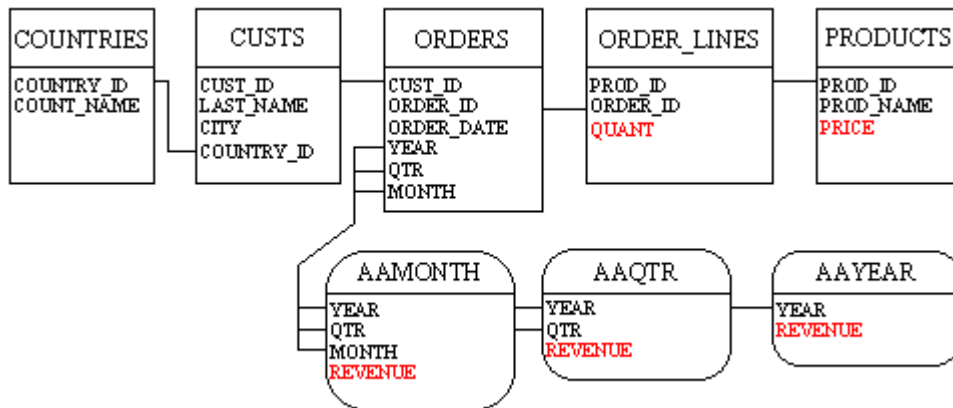 COUNTRIES
COUNTRY_ID
COUNT_NAME
CUSTS
CUST_ID
LAST_NAME
CITY
COUNTRY_ID
ORDERS
CUST_ID
ORDER_ID
ORDER_DATE
YEAR
QTR
MONTH
ORDER_LINES
PROD_ID
ORDER_ID
QUANT
PRODUCTS
PROD_ID
PROD_NAME
PRICE
AAMONTH
YEAR
QTR
MONTH
REVENUE
AAQTR
YEAR
QTR
REVENUE
AAYEAR
YEAR
REVENUE